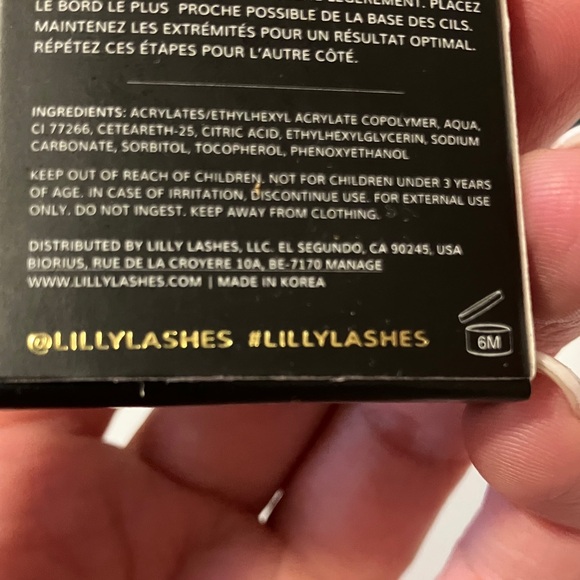 LÉGÈREMENT. PLACEZ
LE BORD LE PLUS PROCHE POSSIBLE DE LA BASE DES CILS.
MAINTENEZ LES EXTRÉMITÉS POUR UN RÉSULTAT OPTIMAL.
RÉPÉTEZ CES ÉTAPES POUR L'AUTRE CÔTÉ.
INGREDIENTS: ACRYLATES/ETHYLHEXYL ACRYLATE COPOLYMER, AQUA,
CI 77266, CETEARETH-25, CITRIC ACID, ETHYLHEXYLGLYCERIN, SODIUM
CARBONATE, SORBITOL, TOCOPHEROL, PHENOXYETHANOL
KEEP OUT OF REACH OF CHILDREN. NOT FOR CHILDREN UNDER 3 YEARS
OF AGE. IN CASE OF IRRITATION, DISCONTINUE USE. FOR EXTERNAL USE
ONLY. DO NOT INGEST. KEEP AWAY FROM CLOTHING.
DISTRIBUTED BY LILLY LASHES, LLC. EL SEGUNDO, CA 90245, USA
BIORIUS, RUE DE LA CROYERE 10A, BE-7170 MANAGE
WWW.LILLYLASHES.COM | MADE IN KOREA
@LILLYLASHES #LILLYLASHES
6M